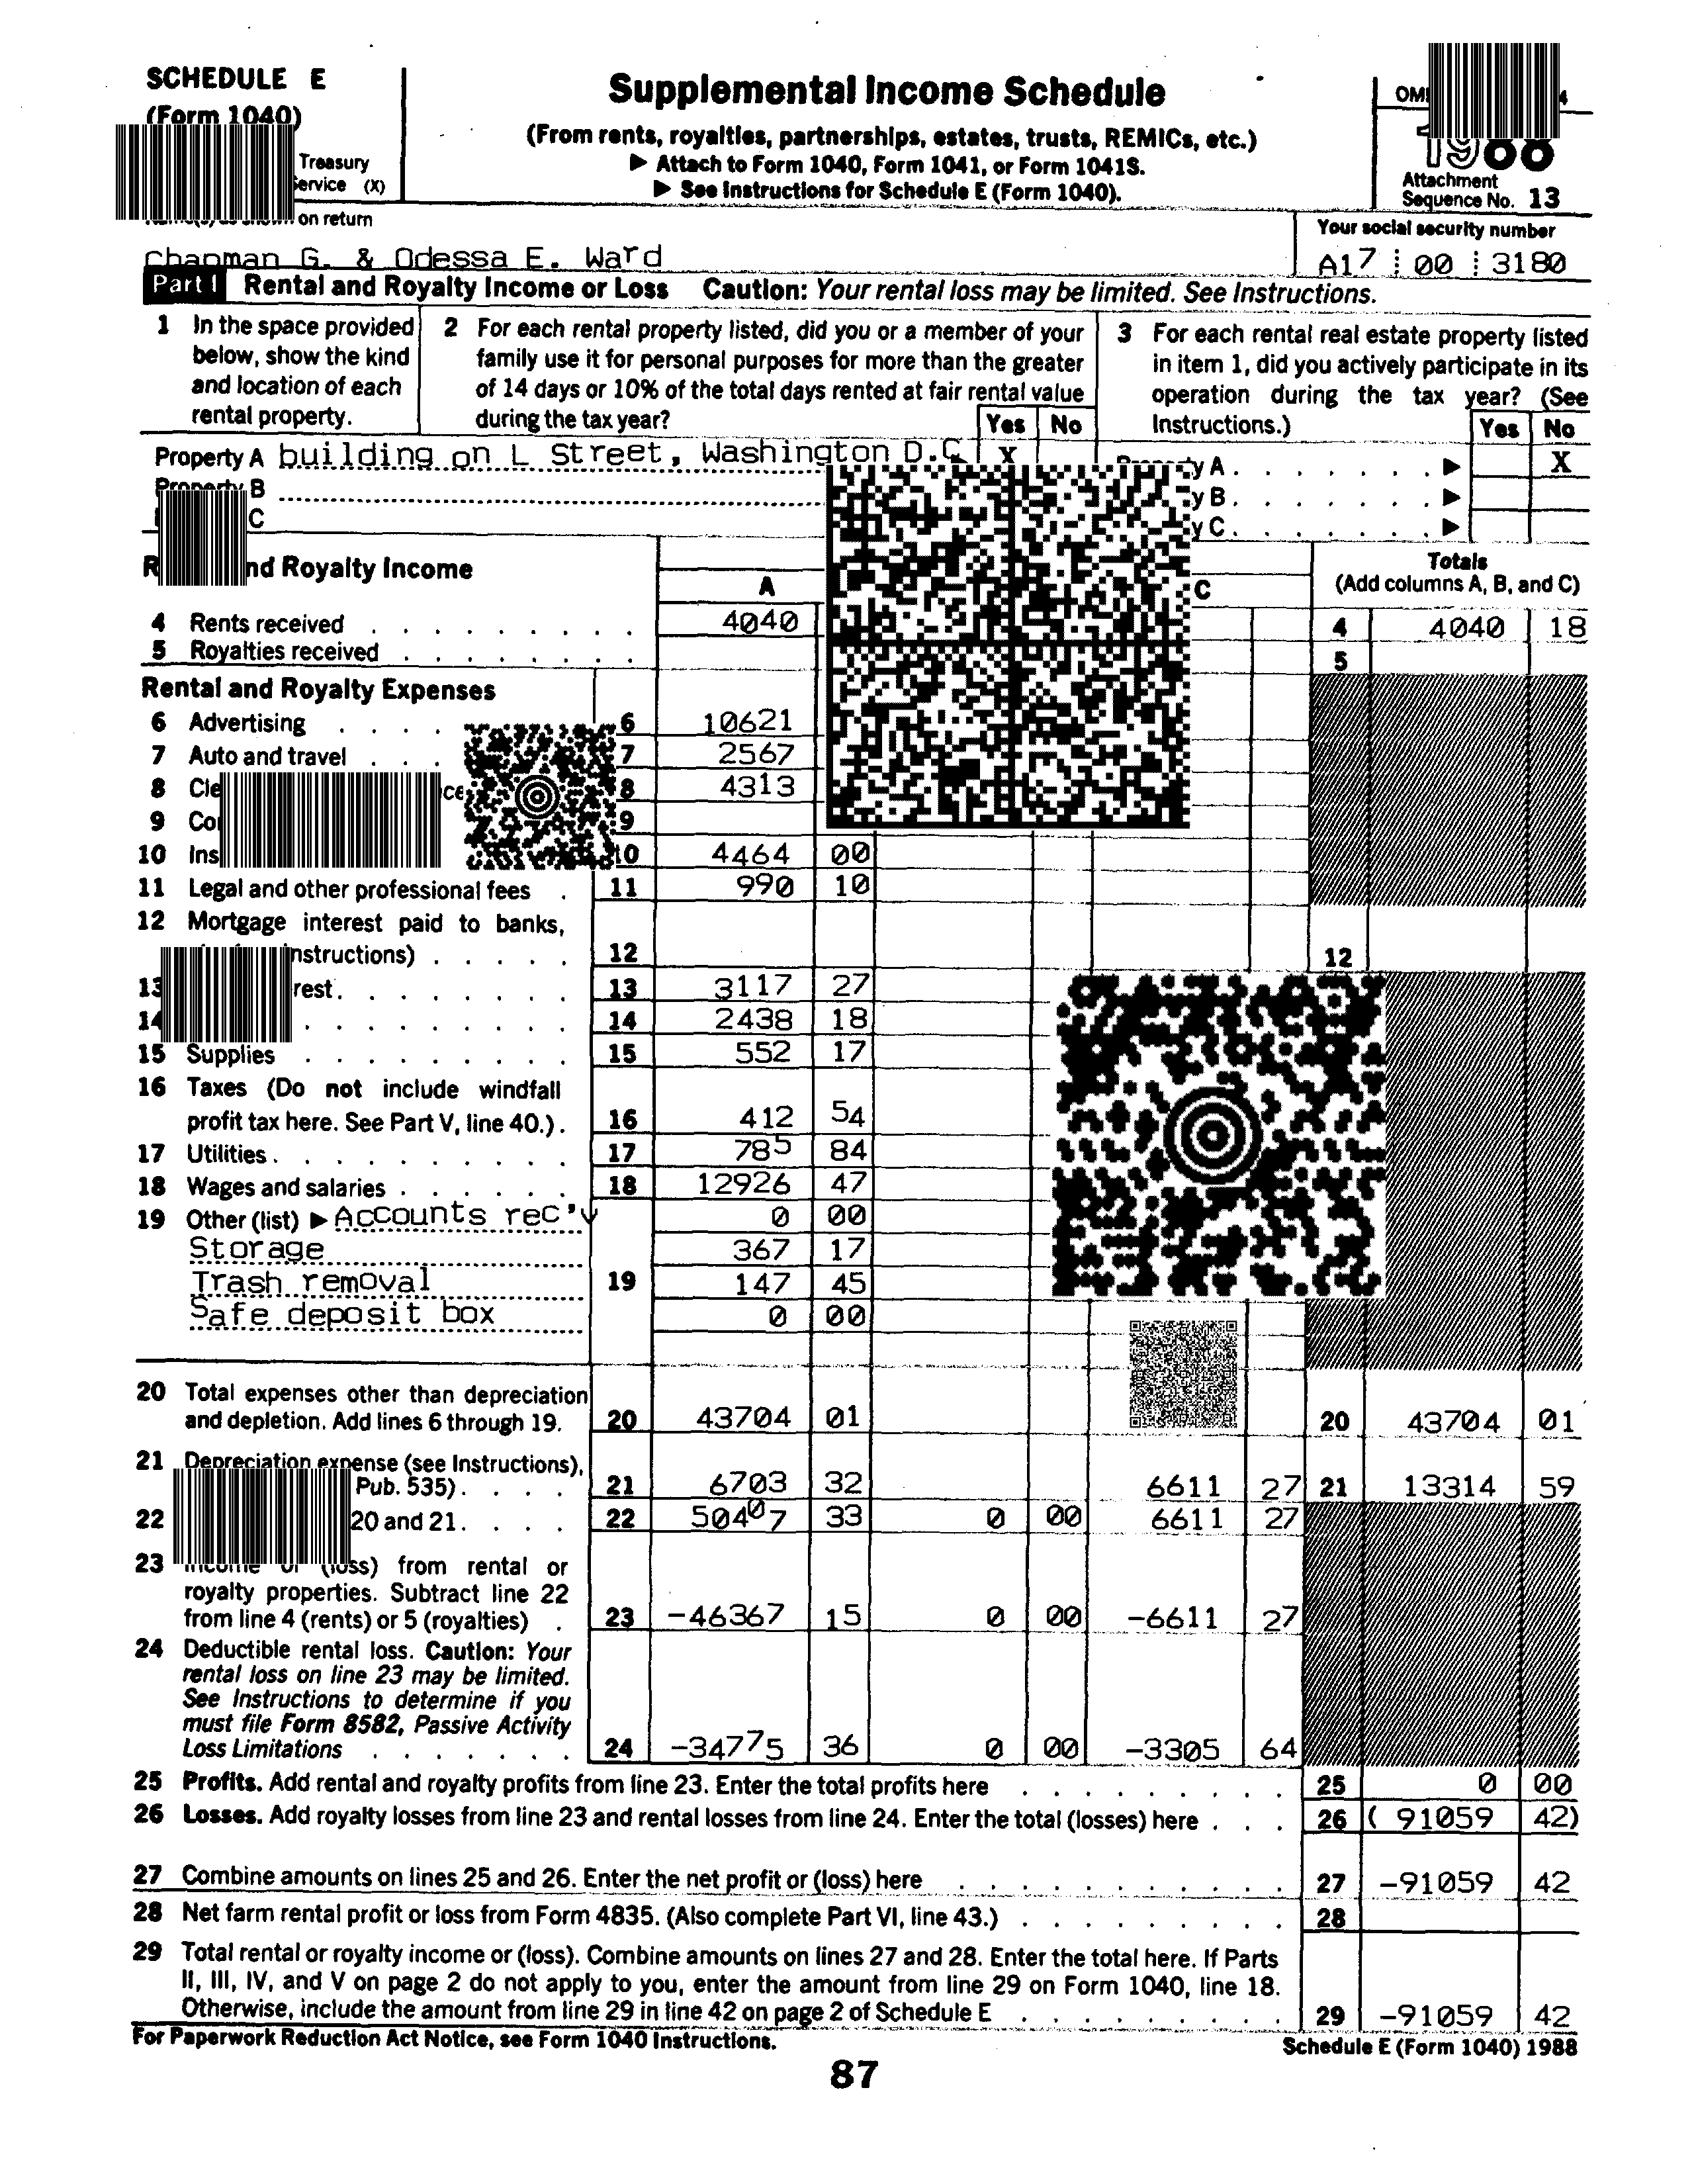 SCHEDULE E
(Form 1040)
Treasury
Service (X)
Supplemental Income Schedule
(From rents, royalties, partnerships, estates, trusts, REMICs, etc.)
▶ Attach to Form 1040, Form 1041, or Form 1041S.
▶ See Instructions for Schedule E (Form 1040).
1988
Attachment
Sequence No. 13
on return
Your social security number
Chapman G. & Odessa E. Ward
A17 00 3180
Part I Rental and Royalty Income or Loss Caution: Your rental loss may be limited. See Instructions.
1 In the space provided below, show the kind and location of each rental property.
2 For each rental property listed, did you or a member of your family use it for personal purposes for more than the greater of 14 days or 10% of the total days rented at fair rental value during the tax year? Yes No
3 For each rental real estate property listed in item 1, did you actively participate in its operation during the tax year? (See Instructions.) Yes No
Property A building on L Street, Washington D.C. X
y A . . . . . . . ▶ X
Property B
y B . . . . . . . ▶
C
y C . . . . . . . ▶
nd Royalty Income
A
C
Totals
(Add columns A, B, and C)
4 Rents received . . . . . . . . . 4040 4 4040 18
5 Royalties received . . . . . . . . 5
Rental and Royalty Expenses
6 Advertising . . . . 6 10621
7 Auto and travel . . . 7 2567
8 8 4313
9 9
10 10 4464 00
11 Legal and other professional fees . 11 990 10
12 Mortgage interest paid to banks,
instructions) . . . . . 12 12
13 rest . . . . . . . . 13 3117 27
14 . . . . . . . . . 14 2438 18
15 Supplies . . . . . . . . . 15 552 17
16 Taxes (Do not include windfall
profit tax here. See Part V, line 40.) . 16 412 54
17 Utilities . . . . . . . . . . 17 785 84
18 Wages and salaries . . . . . . 18 12926 47
19 Other (list) ▶ Accounts rec'v 0 00
Storage 367 17
Trash removal 19 147 45
Safe deposit box 0 00
20 Total expenses other than depreciation
and depletion. Add lines 6 through 19. 20 43704 01 20 43704 01
21 Depreciation expense (see Instructions),
Pub. 535) . . . . 21 6703 32 6611 27 21 13314 59
22 20 and 21. . . . 22 50407 33 0 00 6611 27
23 Income or (loss) from rental or
royalty properties. Subtract line 22
from line 4 (rents) or 5 (royalties) . 23 -46367 15 0 00 -6611 27
24 Deductible rental loss. Caution: Your
rental loss on line 23 may be limited.
See Instructions to determine if you
must file Form 8582, Passive Activity
Loss Limitations . . . . . . . 24 -34775 36 0 00 -3305 64
25 Profits. Add rental and royalty profits from line 23. Enter the total profits here . . . . . . . . . 25 0 00
26 Losses. Add royalty losses from line 23 and rental losses from line 24. Enter the total (losses) here . . . 26 ( 91059 42)
27 Combine amounts on lines 25 and 26. Enter the net profit or (loss) here . . . . . . . . . . . 27 -91059 42
28 Net farm rental profit or loss from Form 4835. (Also complete Part VI, line 43.) . . . . . . . . . 28
29 Total rental or royalty income or (loss). Combine amounts on lines 27 and 28. Enter the total here. If Parts
II, III, IV, and V on page 2 do not apply to you, enter the amount from line 29 on Form 1040, line 18.
Otherwise, include the amount from line 29 in line 42 on page 2 of Schedule E . . . . . . . . . 29 -91059 42
For Paperwork Reduction Act Notice, see Form 1040 Instructions.
Schedule E (Form 1040) 1988
87